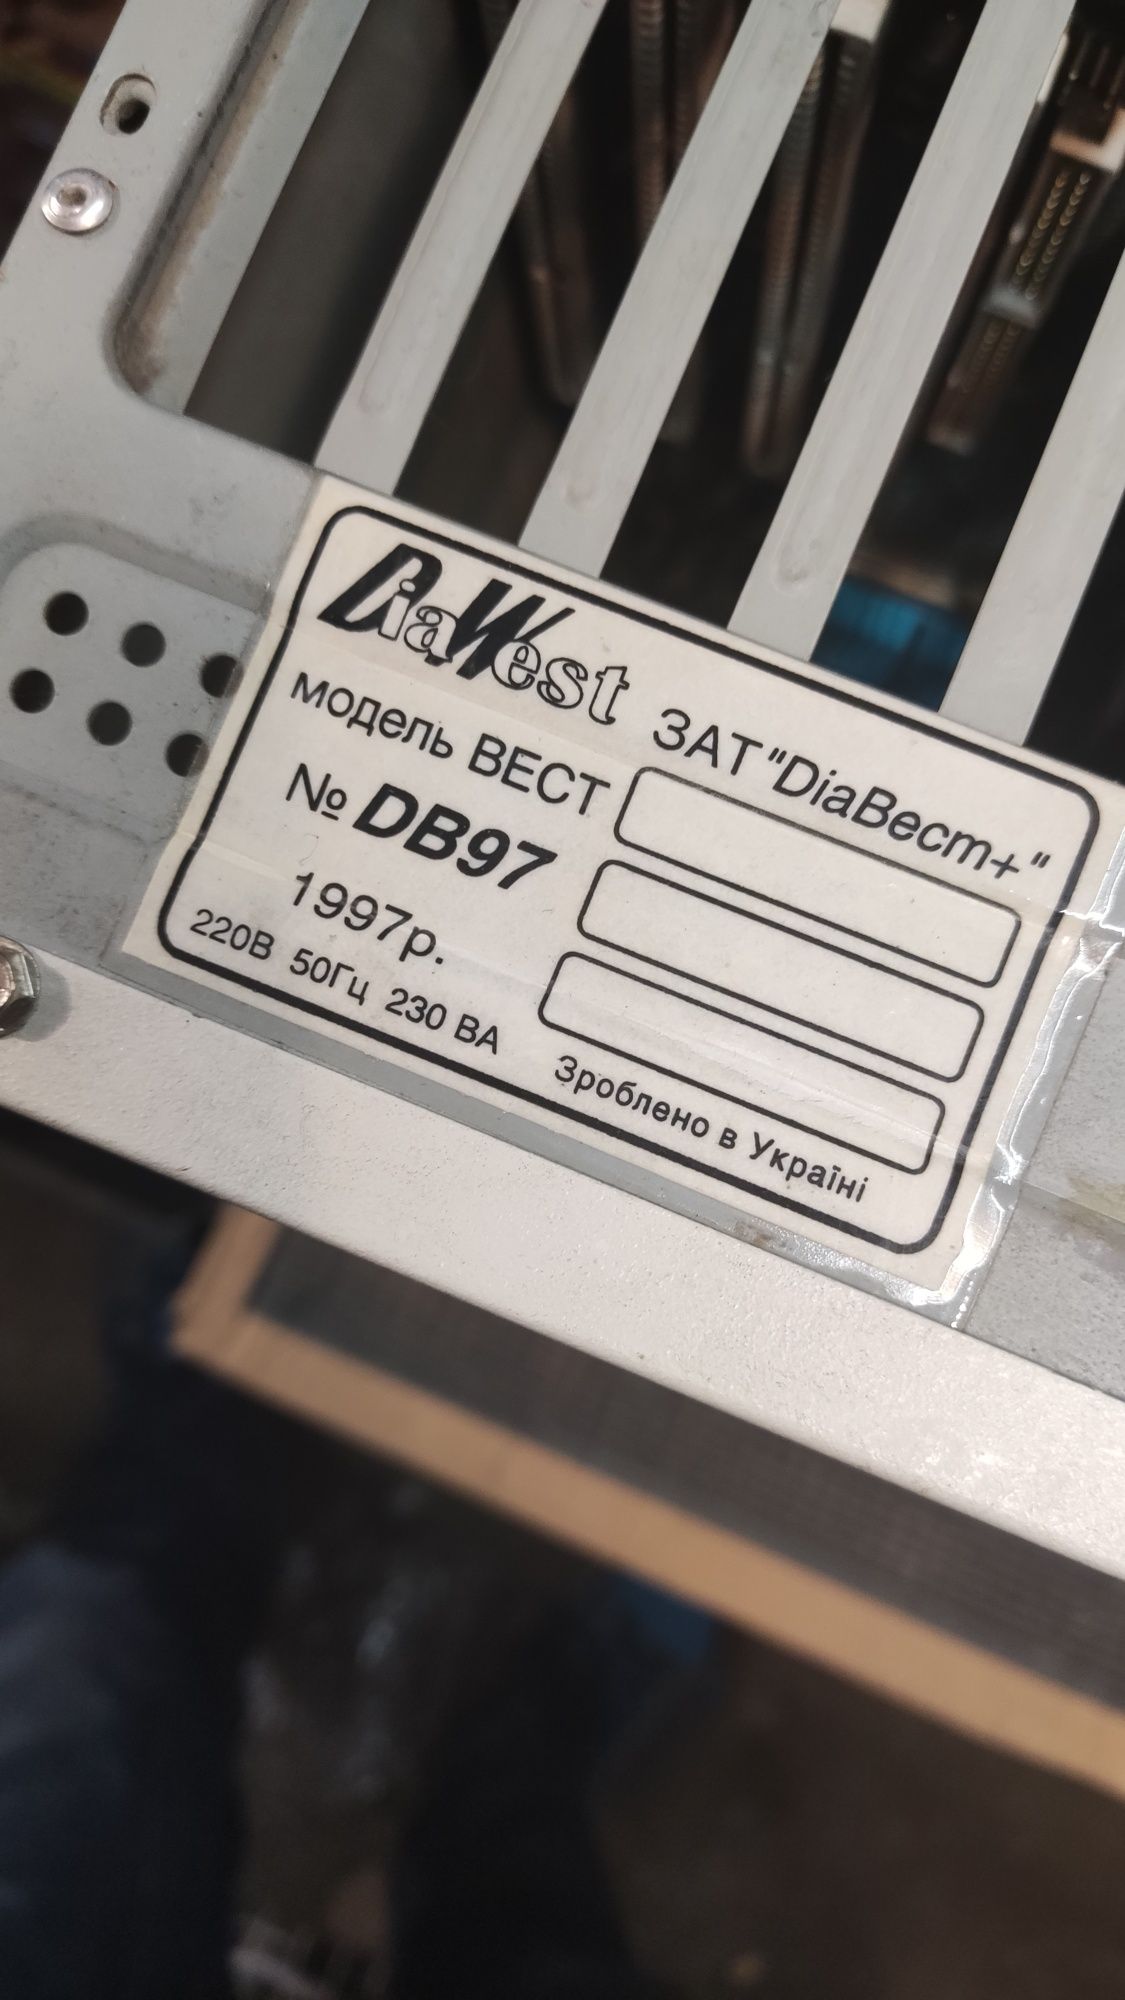 DiaWest ЗАТ "DiaВест+"
модель ВЕСТ
№ DB97
1997р.
220В 50Гц 230 ВА
Зроблено в Україні